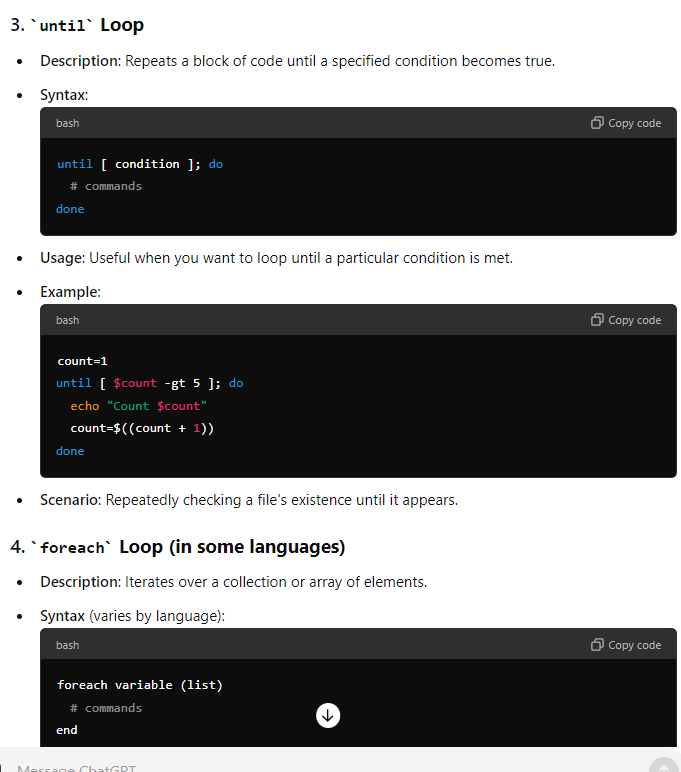 3. `until` Loop
• Description: Repeats a block of code until a specified condition becomes true.
• Syntax:
bash Copy code
until [ condition ]; do
  # commands
done
• Usage: Useful when you want to loop until a particular condition is met.
• Example:
bash Copy code
count=1
until [ $count -gt 5 ]; do
  echo "Count $count"
  count=$((count + 1))
done
• Scenario: Repeatedly checking a file's existence until it appears.
4. `foreach` Loop (in some languages)
• Description: Iterates over a collection or array of elements.
• Syntax (varies by language):
bash Copy code
foreach variable (list)
  # commands
end
Message ChatGPT